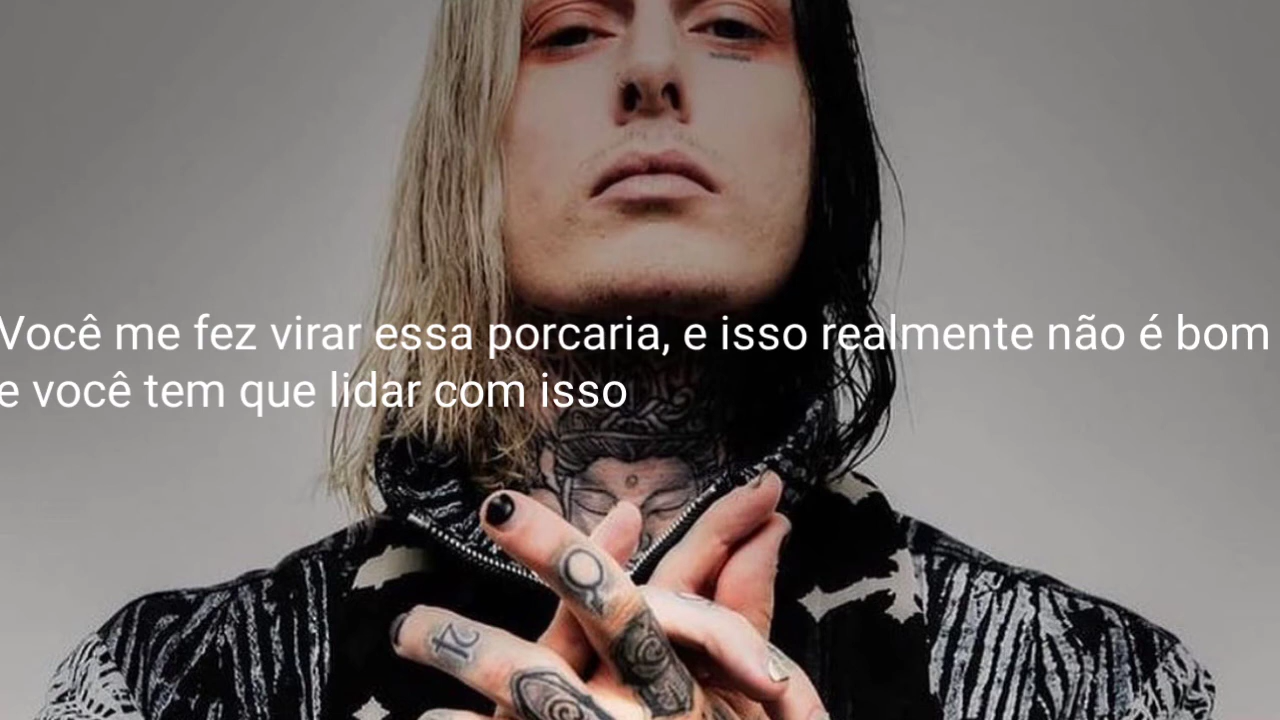 Você me fez virar essa porcaria, e isso realmente não é bom
e você tem que lidar com isso